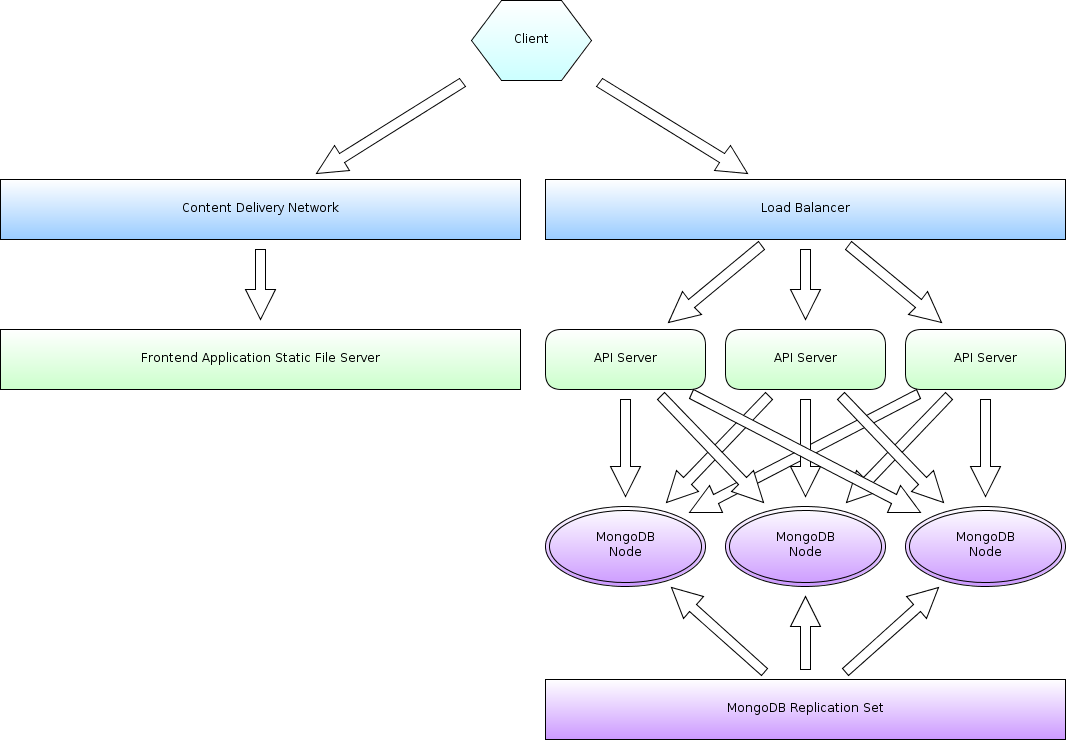 Client
Content Delivery Network
Load Balancer
Frontend Application Static File Server
API Server
API Server
API Server
MongoDB
Node
MongoDB
Node
MongoDB
Node
MongoDB Replication Set